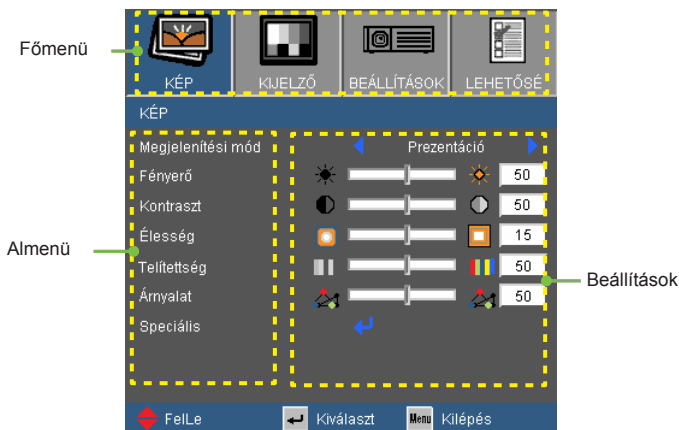 Főmenü
KÉP KIJELZŐ BEÁLLÍTÁSOK LEHETŐSÉ
KÉP
Megjelenítési mód Prezentáció
Fényerő 50
Kontraszt 50
Élesség 15
Almenü
Telítettség 50
Beállítások
Árnyalat 50
Speciális
FelLe Kiválaszt Menu Kilépés